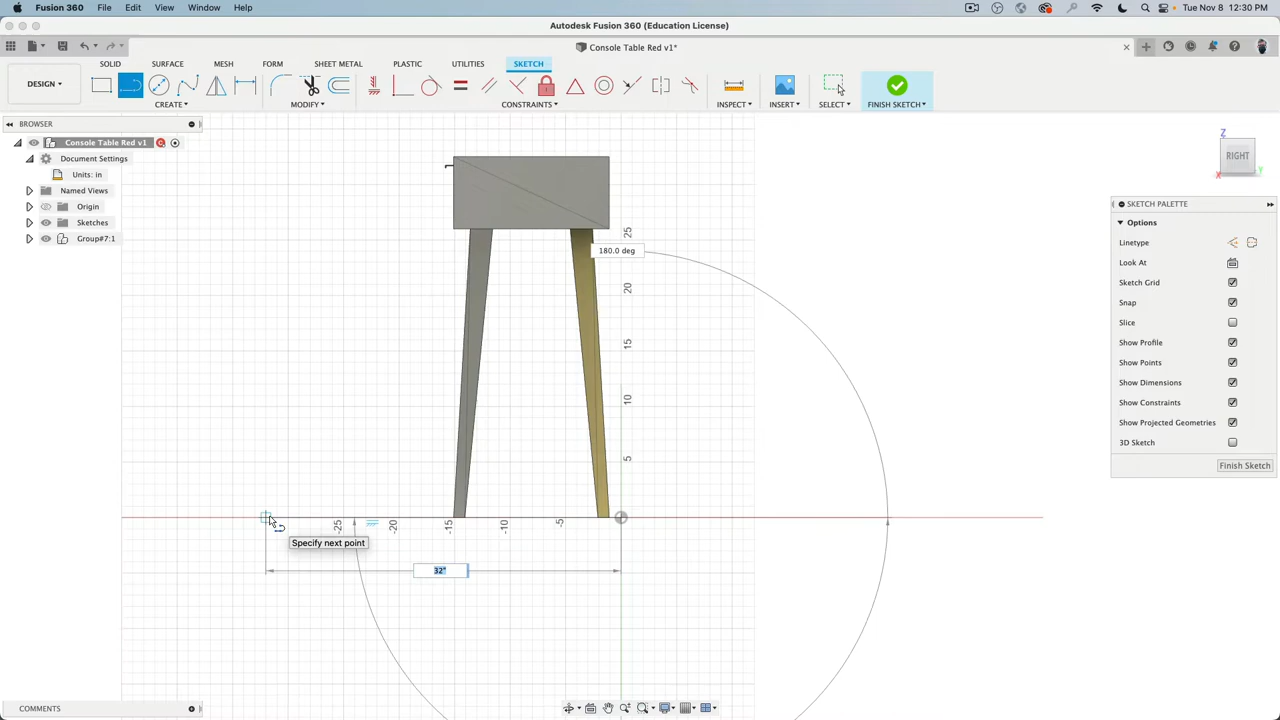 Fusion 360 File Edit View Window Help Tue Nov 8 12:30 PM
Autodesk Fusion 360 (Education License)
Console Table Red v1*
SOLID SURFACE MESH FORM SHEET METAL PLASTIC UTILITIES SKETCH
DESIGN
CREATE MODIFY CONSTRAINTS INSPECT INSERT SELECT FINISH SKETCH
BROWSER
Console Table Red v1
Document Settings
Units: in
Named Views
Origin
Sketches
Group#7:1
Z
RIGHT
X
Y
SKETCH PALETTE
Options
Linetype
Look At
Sketch Grid
Snap
Slice
Show Profile
Show Points
Show Dimensions
Show Constraints
Show Projected Geometries
3D Sketch
Finish Sketch
25
180.0 deg
20
15
10
5
-25
-20
-15
-10
-5
Specify next point
32"
COMMENTS